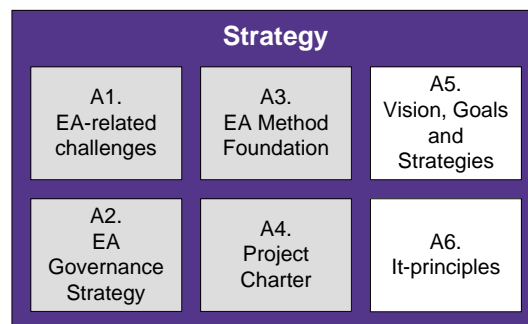 Strategy
A1.
EA-related
challenges
A3.
EA Method
Foundation
A5.
Vision, Goals
and
Strategies
A2.
EA
Governance
Strategy
A4.
Project
Charter
A6.
It-principles